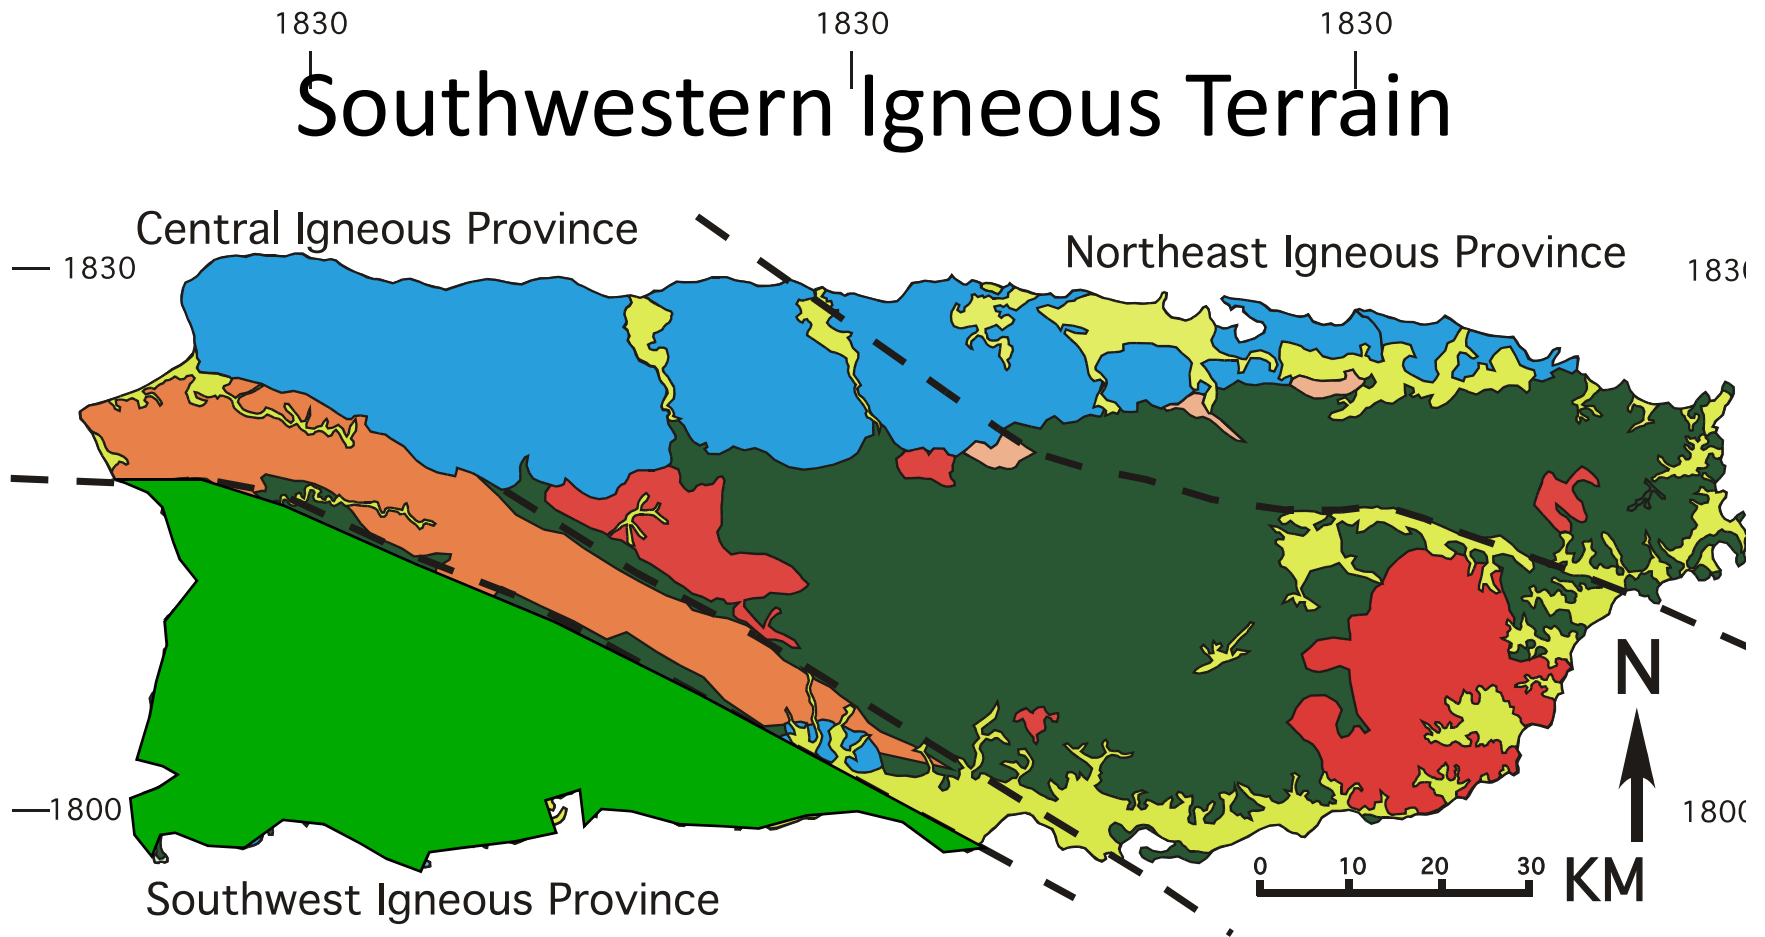 1830 1830 1830
Southwestern Igneous Terrain
Central Igneous Province
Northeast Igneous Province
1830 183
N
1800 1800
0 10 20 30
KM
Southwest Igneous Province